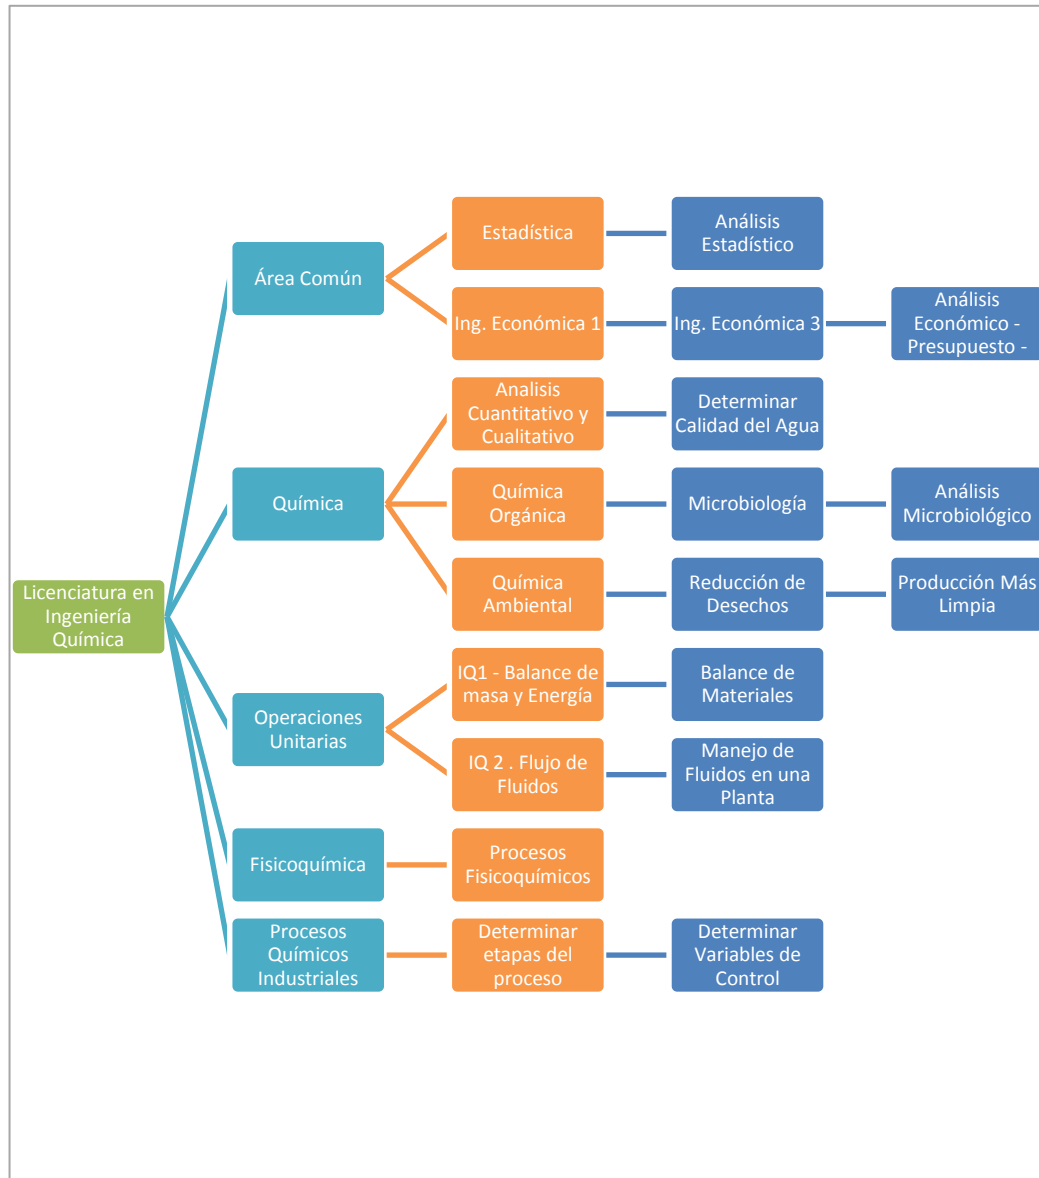 Licenciatura en
Ingeniería
Química
Área Común
Estadística
Análisis
Estadístico
Ing. Económica 1
Ing. Económica 3
Análisis
Económico -
Presupuesto -
Química
Analisis
Cuantitativo y
Cualitativo
Determinar
Calidad del Agua
Química
Orgánica
Microbiología
Análisis
Microbiológico
Química
Ambiental
Reducción de
Desechos
Producción Más
Limpia
Operaciones
Unitarias
IQ1 - Balance de
masa y Energía
Balance de
Materiales
IQ 2 . Flujo de
Fluidos
Manejo de
Fluidos en una
Planta
Fisicoquímica
Procesos
Fisicoquímicos
Procesos
Químicos
Industriales
Determinar
etapas del
proceso
Determinar
Variables de
Control